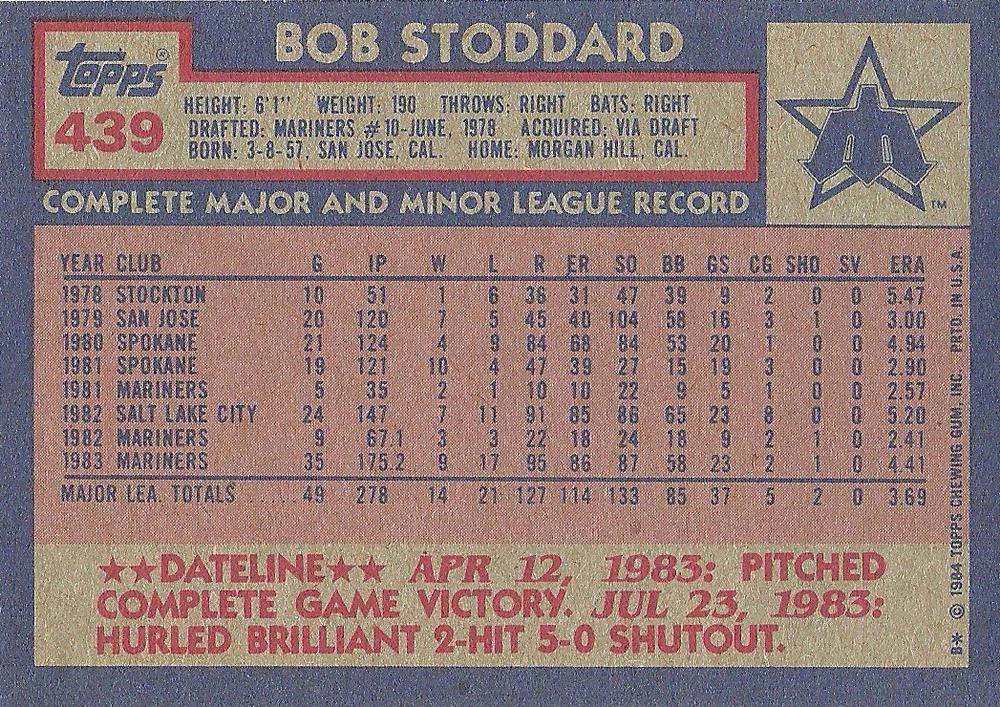 BOB STODDARD
Topps®
439
HEIGHT: 6'1" WEIGHT: 190 THROWS: RIGHT BATS: RIGHT
DRAFTED: MARINERS #10-JUNE, 1978 ACQUIRED: VIA DRAFT
BORN: 3-8-57, SAN JOSE, CAL. HOME: MORGAN HILL, CAL.
TM
COMPLETE MAJOR AND MINOR LEAGUE RECORD
YEAR CLUB G IP W L R ER SO BB GS CG SHO SV ERA
1978 STOCKTON 10 51 1 6 36 31 47 39 9 2 0 0 5.47
1979 SAN JOSE 20 120 7 5 45 40 104 58 16 3 1 0 3.00
1980 SPOKANE 21 124 4 9 84 68 84 53 20 1 0 0 4.94
1981 SPOKANE 19 121 10 4 47 39 27 15 19 3 0 0 2.90
1981 MARINERS 5 35 2 1 10 10 22 9 5 1 0 0 2.57
1982 SALT LAKE CITY 24 147 7 11 91 85 86 65 23 8 0 0 5.20
1982 MARINERS 9 67.1 3 3 22 18 24 18 9 2 1 0 2.41
1983 MARINERS 35 175.2 9 17 95 86 87 58 23 2 1 0 4.41
MAJOR LEA. TOTALS ..... 49 278 14 21 127 114 133 85 37 5 2 0 3.69
★★DATELINE★★ APR 12, 1983: PITCHED
COMPLETE GAME VICTORY. JUL 23, 1983:
HURLED BRILLIANT 2-HIT 5-0 SHUTOUT.
B* © 1984 TOPPS CHEWING GUM, INC. PRTD. IN U.S.A.